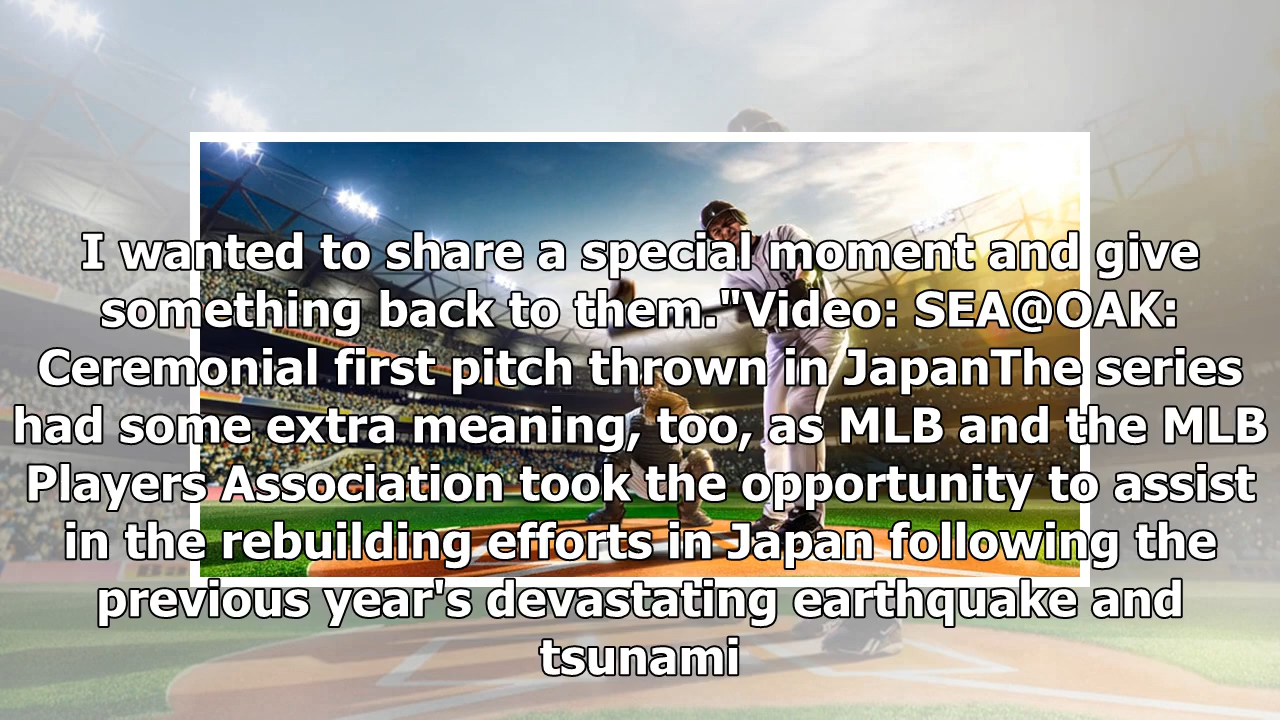 I wanted to share a special moment and give
something back to them."Video: SEA@OAK:
Ceremonial first pitch thrown in JapanThe series
had some extra meaning, too, as MLB and the MLB
Players Association took the opportunity to assist
in the rebuilding efforts in Japan following the
previous year's devastating earthquake and
tsunami